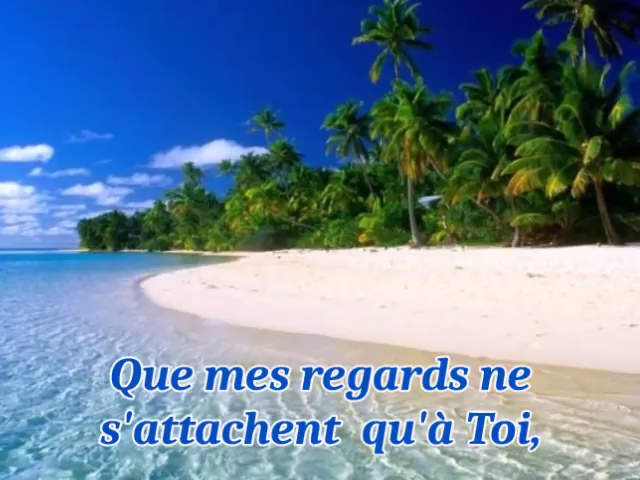 Que mes regards ne
s'attachent qu'à Toi,